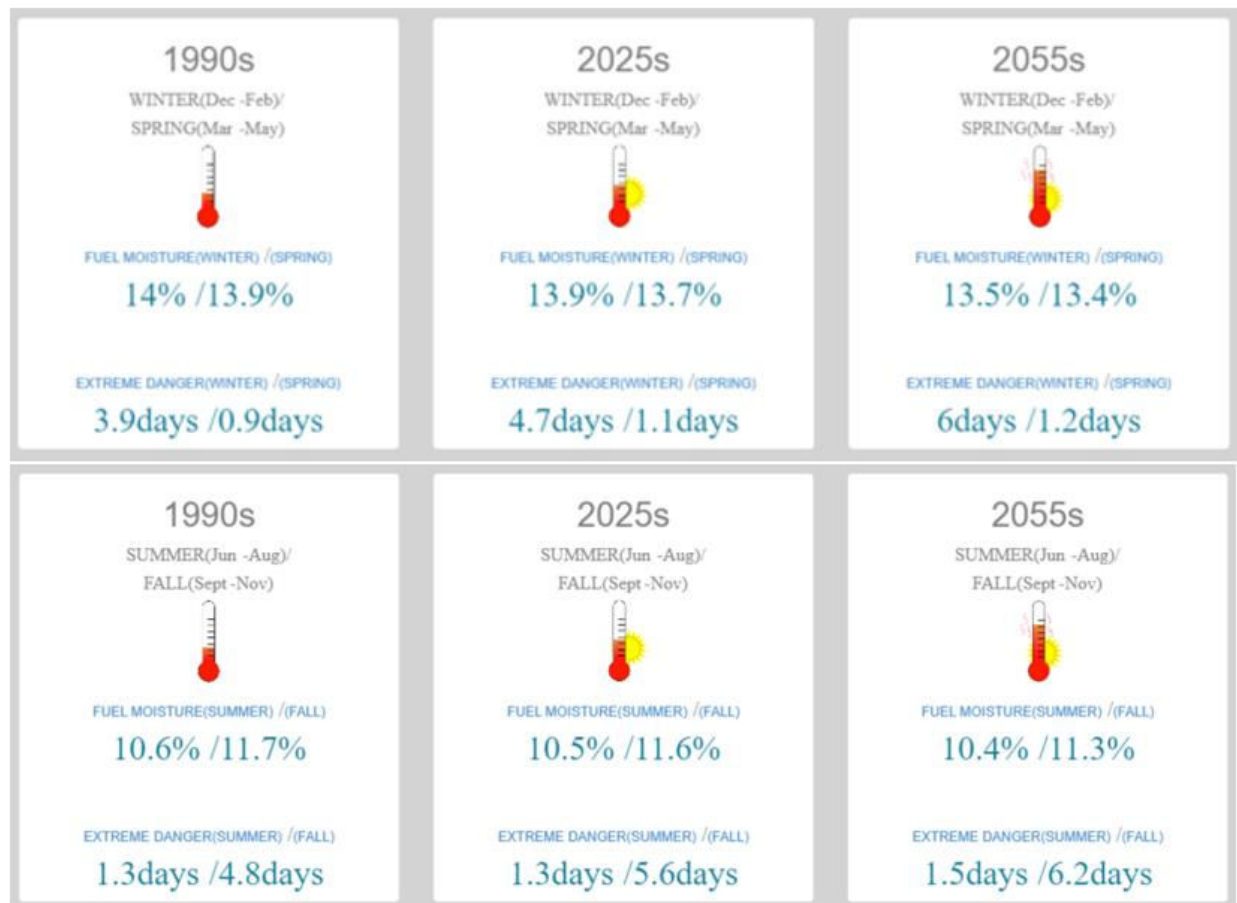 1990s
WINTER(Dec -Feb)/
SPRING(Mar -May)
FUEL MOISTURE(WINTER) /(SPRING)
14% /13.9%
EXTREME DANGER(WINTER) /(SPRING)
3.9days /0.9days
2025s
WINTER(Dec -Feb)/
SPRING(Mar -May)
FUEL MOISTURE(WINTER) /(SPRING)
13.9% /13.7%
EXTREME DANGER(WINTER) /(SPRING)
4.7days /1.1days
2055s
WINTER(Dec -Feb)/
SPRING(Mar -May)
FUEL MOISTURE(WINTER) /(SPRING)
13.5% /13.4%
EXTREME DANGER(WINTER) /(SPRING)
6days /1.2days
1990s
SUMMER(Jun -Aug)/
FALL(Sept -Nov)
FUEL MOISTURE(SUMMER) /(FALL)
10.6% /11.7%
EXTREME DANGER(SUMMER) /(FALL)
1.3days /4.8days
2025s
SUMMER(Jun -Aug)/
FALL(Sept -Nov)
FUEL MOISTURE(SUMMER) /(FALL)
10.5% /11.6%
EXTREME DANGER(SUMMER) /(FALL)
1.3days /5.6days
2055s
SUMMER(Jun -Aug)/
FALL(Sept -Nov)
FUEL MOISTURE(SUMMER) /(FALL)
10.4% /11.3%
EXTREME DANGER(SUMMER) /(FALL)
1.5days /6.2days